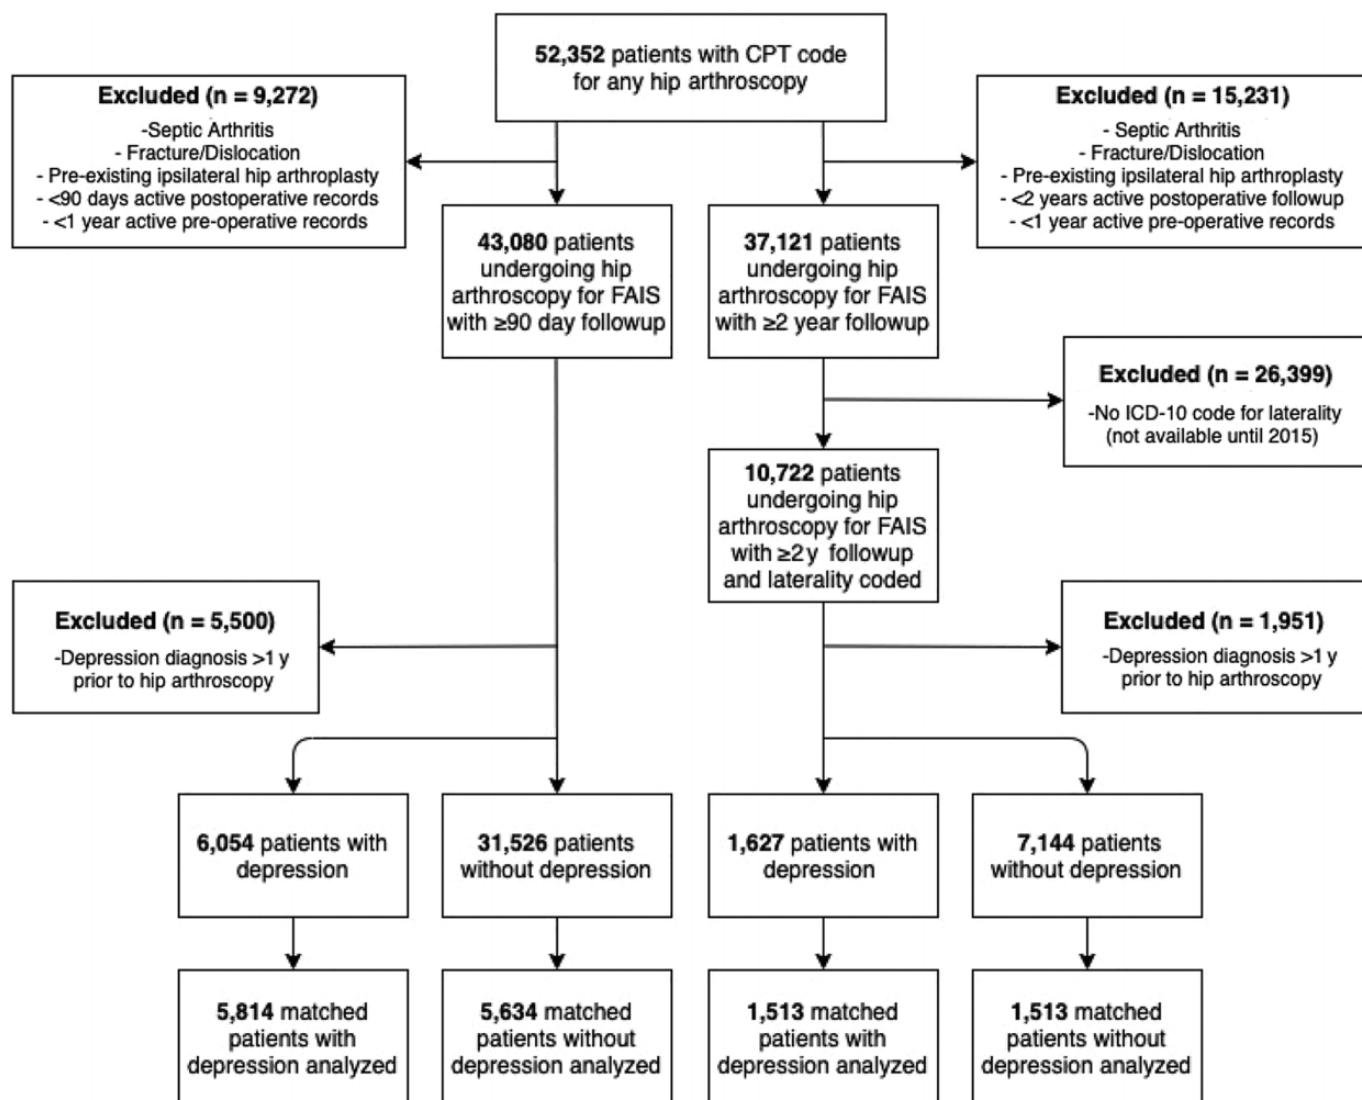 52,352 patients with CPT code
for any hip arthroscopy
Excluded (n = 9,272)
-Septic Arthritis
- Fracture/Dislocation
- Pre-existing ipsilateral hip arthroplasty
- <90 days active postoperative records
- <1 year active pre-operative records
Excluded (n = 15,231)
- Septic Arthritis
- Fracture/Dislocation
- Pre-existing ipsilateral hip arthroplasty
- <2 years active postoperative followup
- <1 year active pre-operative records
43,080 patients
undergoing hip
arthroscopy for FAIS
with ≥90 day followup
37,121 patients
undergoing hip
arthroscopy for FAIS
with ≥2 year followup
Excluded (n = 26,399)
-No ICD-10 code for laterality
(not available until 2015)
10,722 patients
undergoing hip
arthroscopy for FAIS
with ≥2y followup
and laterality coded
Excluded (n = 5,500)
-Depression diagnosis >1 y
prior to hip arthroscopy
Excluded (n = 1,951)
-Depression diagnosis >1 y
prior to hip arthroscopy
6,054 patients with
depression
31,526 patients
without depression
1,627 patients with
depression
7,144 patients
without depression
5,814 matched
patients with
depression analyzed
5,634 matched
patients without
depression analyzed
1,513 matched
patients with
depression analyzed
1,513 matched
patients without
depression analyzed